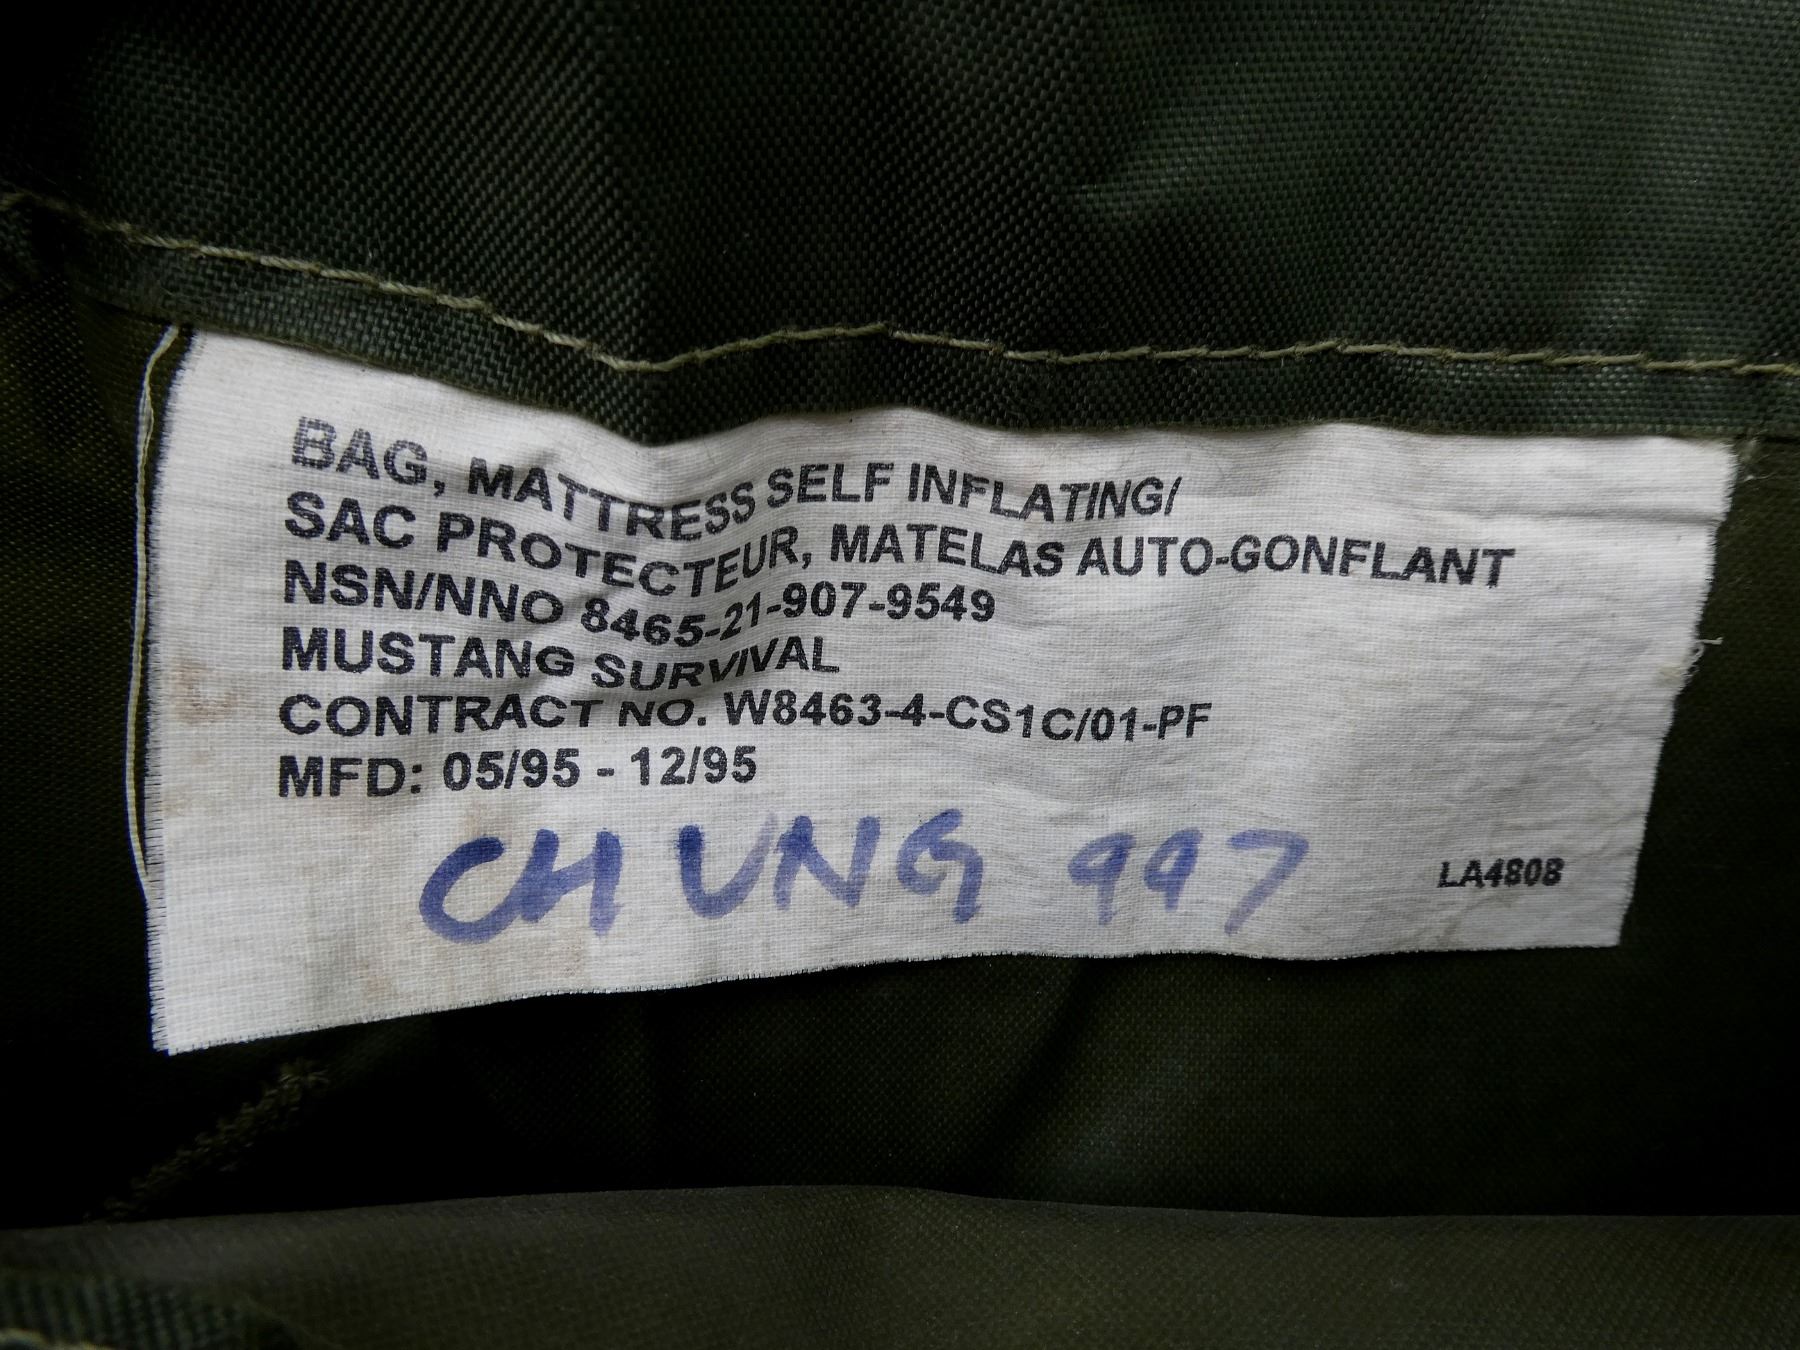 BAG, MATTRESS SELF INFLATING/
SAC PROTECTEUR, MATELAS AUTO-GONFLANT
NSN/NNO 8465-21-907-9549
MUSTANG SURVIVAL
CONTRACT NO. W8463-4-CS1C/01-PF
MFD: 05/95 - 12/95
CHUNG 997
LA4808